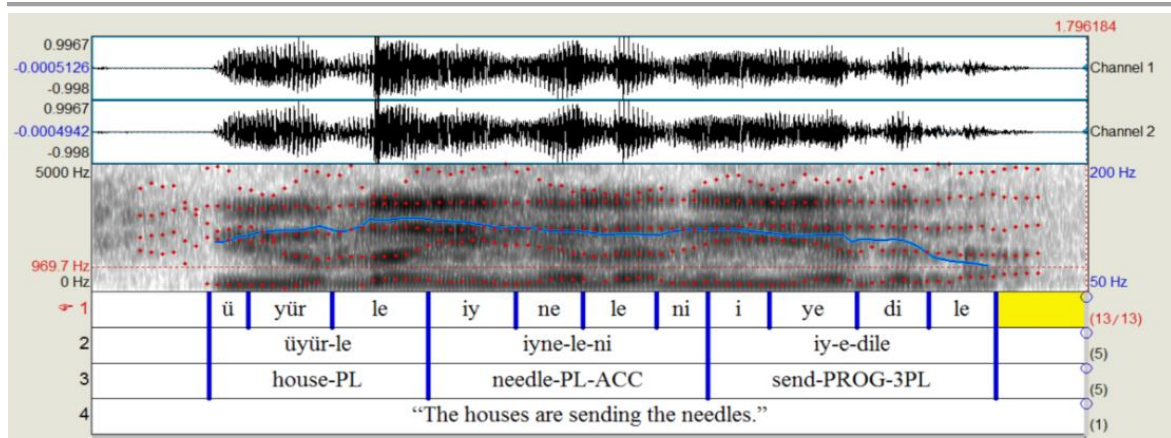 1.796184
0.9967
-0.0005126
-0.998
Channel 1
0.9967
-0.0004942
-0.998
Channel 2
5000 Hz
200 Hz
969.7 Hz
0 Hz
50 Hz
☞ 1 ü yür le iy ne le ni i ye di le (13/13)
2 üyür-le iyne-le-ni iy-e-dile (5)
3 house-PL needle-PL-ACC send-PROG-3PL (5)
4 “The houses are sending the needles.” (1)